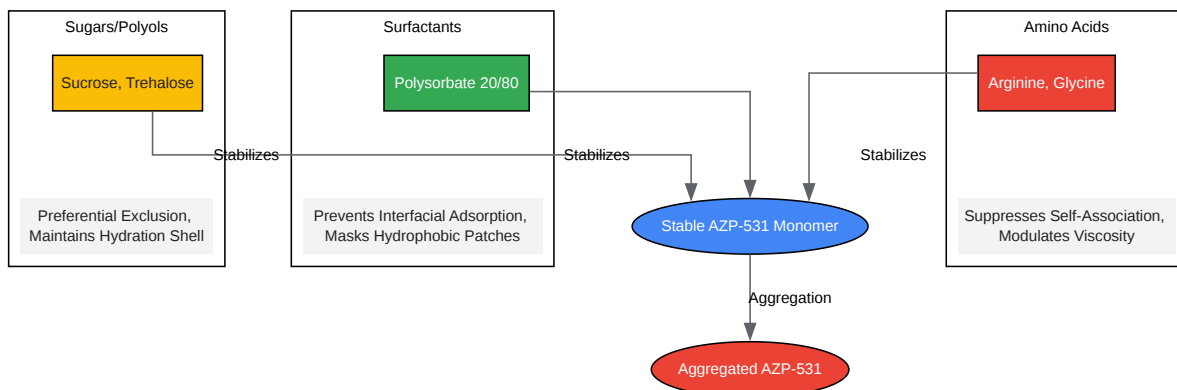 Sugars/Polyols
Surfactants
Amino Acids
Sucrose, Trehalose
Polysorbate 20/80
Arginine, Glycine
Stabilizes
Stabilizes
Stabilizes
Preferential Exclusion,
Maintains Hydration Shell
Prevents Interfacial Adsorption,
Masks Hydrophobic Patches
Stable AZP-531 Monomer
Suppresses Self-Association,
Modulates Viscosity
Aggregation
Aggregated AZP-531